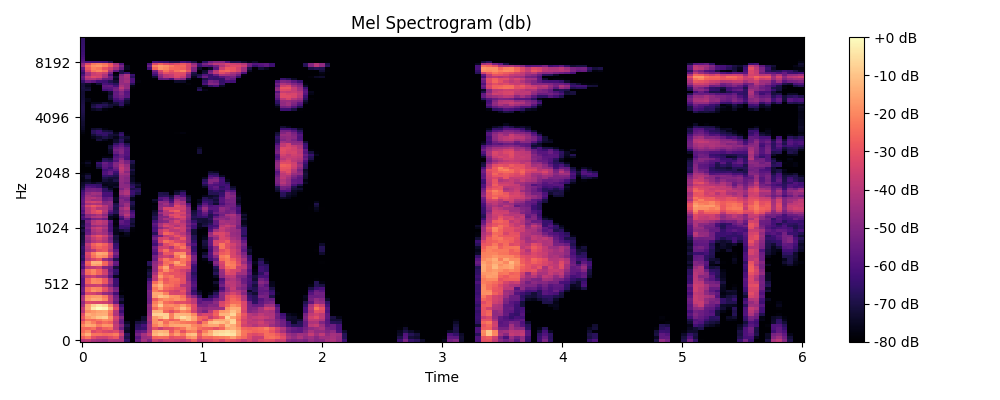 Mel Spectrogram (db)
Hz
8192
4096
2048
1024
512
0
0 1 2 3 4 5 6
Time
+0 dB
-10 dB
-20 dB
-30 dB
-40 dB
-50 dB
-60 dB
-70 dB
-80 dB